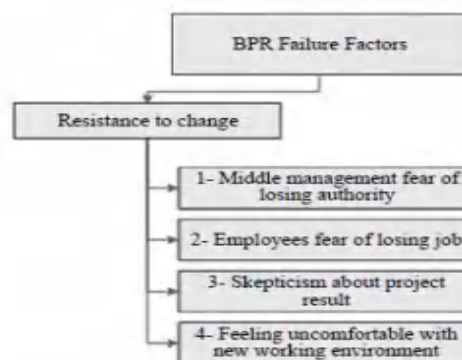 BPR Failure Factors
Resistance to change
1- Middle management fear of
losing authority
2- Employees fear of losing job
3- Skepticism about project
result
4- Feeling uncomfortable with
new working environment